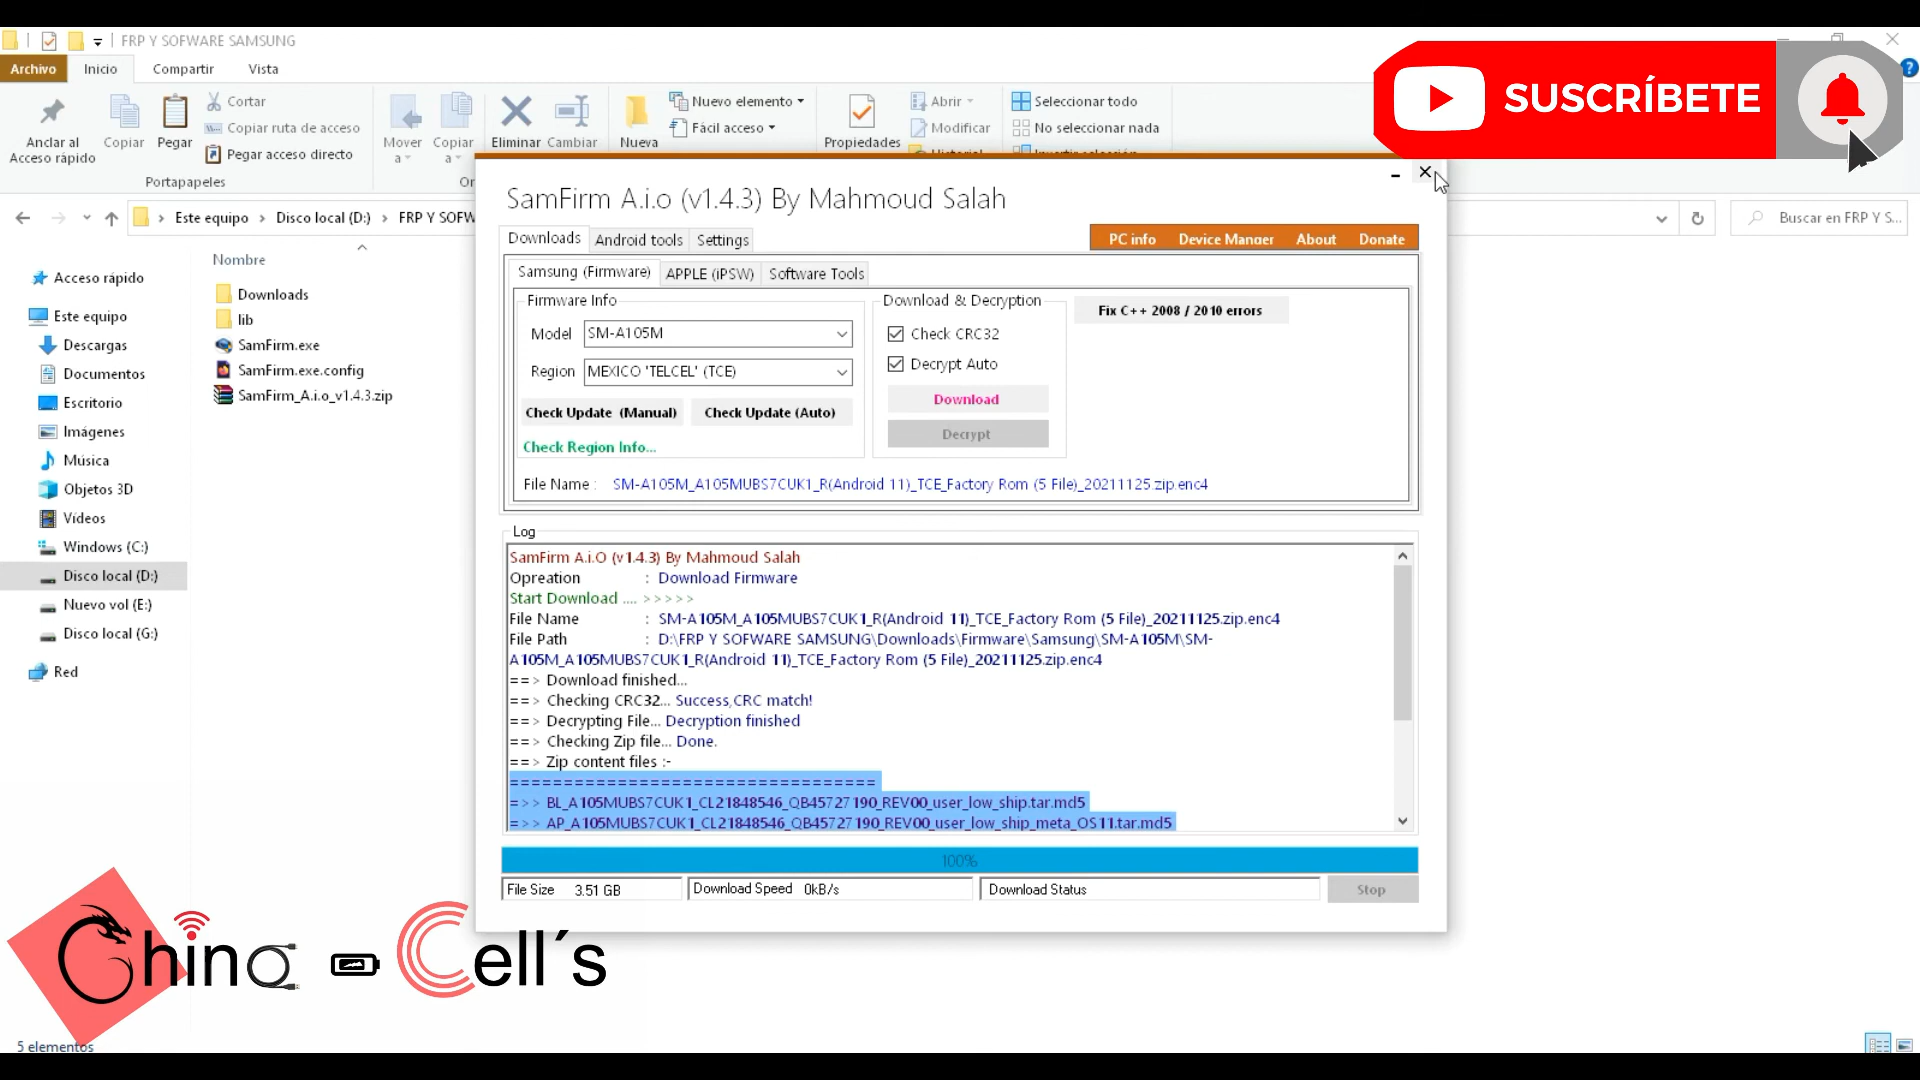 FRP Y SOFWARE SAMSUNG
Archivo
Inicio
Compartir
Vista
Anclar al
Acceso rápido
Copiar
Pegar
Cortar
Copiar ruta de acceso
Pegar acceso directo
Portapapeles
Mover
a
Copiar
a
Eliminar
Cambiar
Nueva
Nuevo elemento
Fácil acceso
Propiedades
Abrir
Modificar
Historial
Seleccionar todo
No seleccionar nada
Invertir selección
Or
SUSCRÍBETE
Este equipo
Disco local (D:)
FRP Y SOFW
Buscar en FRP Y S...
Acceso rápido
Este equipo
Descargas
Documentos
Escritorio
Imágenes
Música
Objetos 3D
Vídeos
Windows (C:)
Disco local (D:)
Nuevo vol (E:)
Disco local (G:)
Red
Nombre
Downloads
lib
SamFirm.exe
SamFirm.exe.config
SamFirm_A.i.o_v1.4.3.zip
SamFirm A.i.o (v1.4.3) By Mahmoud Salah
Downloads
Android tools
Settings
PC info
Device Manger
About
Donate
Samsung (Firmware)
APPLE (iPSW)
Software Tools
Firmware Info
Model
SM-A105M
Region
MEXICO 'TELCEL' (TCE)
Check Update (Manual)
Check Update (Auto)
Check Region Info...
Download & Decryption
Check CRC32
Decrypt Auto
Download
Decrypt
Fix C++ 2008 / 2010 errors
File Name : SM-A105M_A105MUBS7CUK1_R(Android 11)_TCE_Factory Rom (5 File)_20211125.zip.enc4
Log
SamFirm A.i.O (v1.4.3) By Mahmoud Salah
Opreation : Download Firmware
Start Download .... >>>>>
File Name : SM-A105M_A105MUBS7CUK1_R(Android 11)_TCE_Factory Rom (5 File)_20211125.zip.enc4
File Path : D:\FRP Y SOFWARE SAMSUNG\Downloads\Firmware\Samsung\SM-A105M\SM-
A105M_A105MUBS7CUK1_R(Android 11)_TCE_Factory Rom (5 File)_20211125.zip.enc4
==> Download finished...
==> Checking CRC32... Success,CRC match!
==> Decrypting File... Decryption finished
==> Checking Zip file... Done.
==> Zip content files :-
==================================
=>> BL_A105MUBS7CUK1_CL21848546_QB45727190_REV00_user_low_ship.tar.md5
=>> AP_A105MUBS7CUK1_CL21848546_QB45727190_REV00_user_low_ship_meta_OS11.tar.md5
100%
File Size 3.51 GB
Download Speed 0kB/s
Download Status
Stop
China - Cell´s
5 elementos